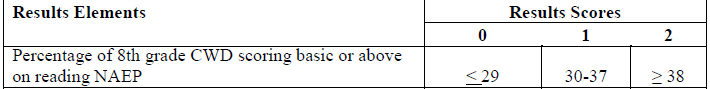 Results Elements Results Scores
0 1 2
Percentage of 8th grade CWD scoring basic or above
on reading NAEP ≤ 29 30-37 ≥ 38